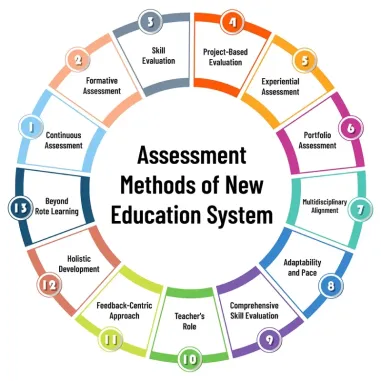 Assessment
Methods of New
Education System
1
Continuous
Assessment
2
Formative
Assessment
3
Skill
Evaluation
4
Project-Based
Evaluation
5
Experiential
Assessment
6
Portfolio
Assessment
7
Multidisciplinary
Alignment
8
Adaptability
and Pace
9
Comprehensive
Skill Evaluation
10
Teacher's
Role
11
Feedback-Centric
Approach
12
Holistic
Development
13
Beyond
Rote Learning